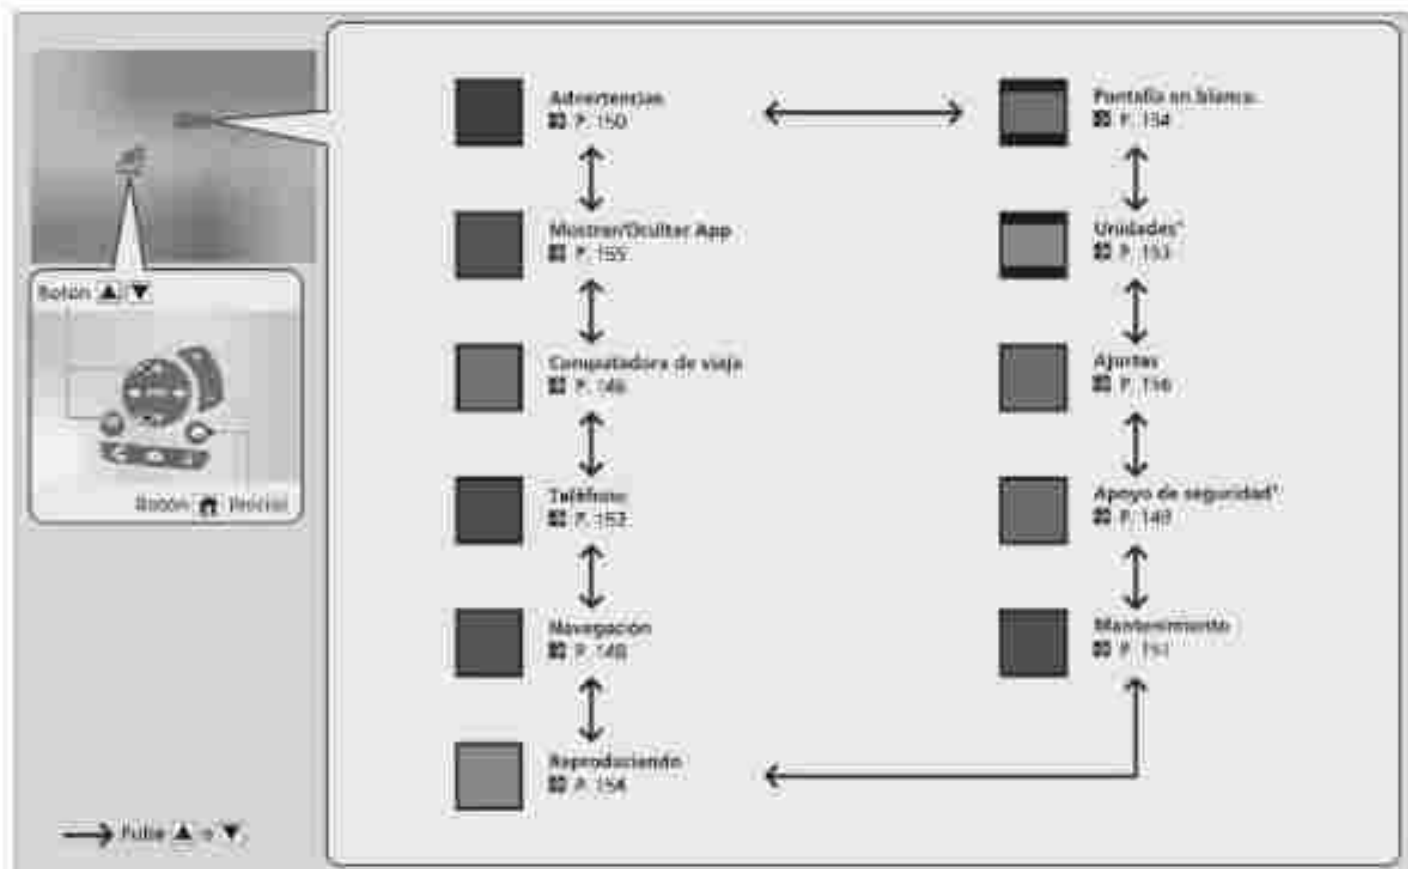 Botón ▲/▼
Botón Inicio
Pulse ▲ o ▼.
Advertencias
P. 150
Mostrar/Ocultar App
P. 155
Computadora de viaje
P. 146
Teléfono
P. 152
Navegación
P. 148
Reproduciendo
P. 154
Pantalla en blanco
P. 154
Unidades*
P. 153
Ajustes
P. 156
Apoyo de seguridad*
P. 149
Mantenimiento
P. 151